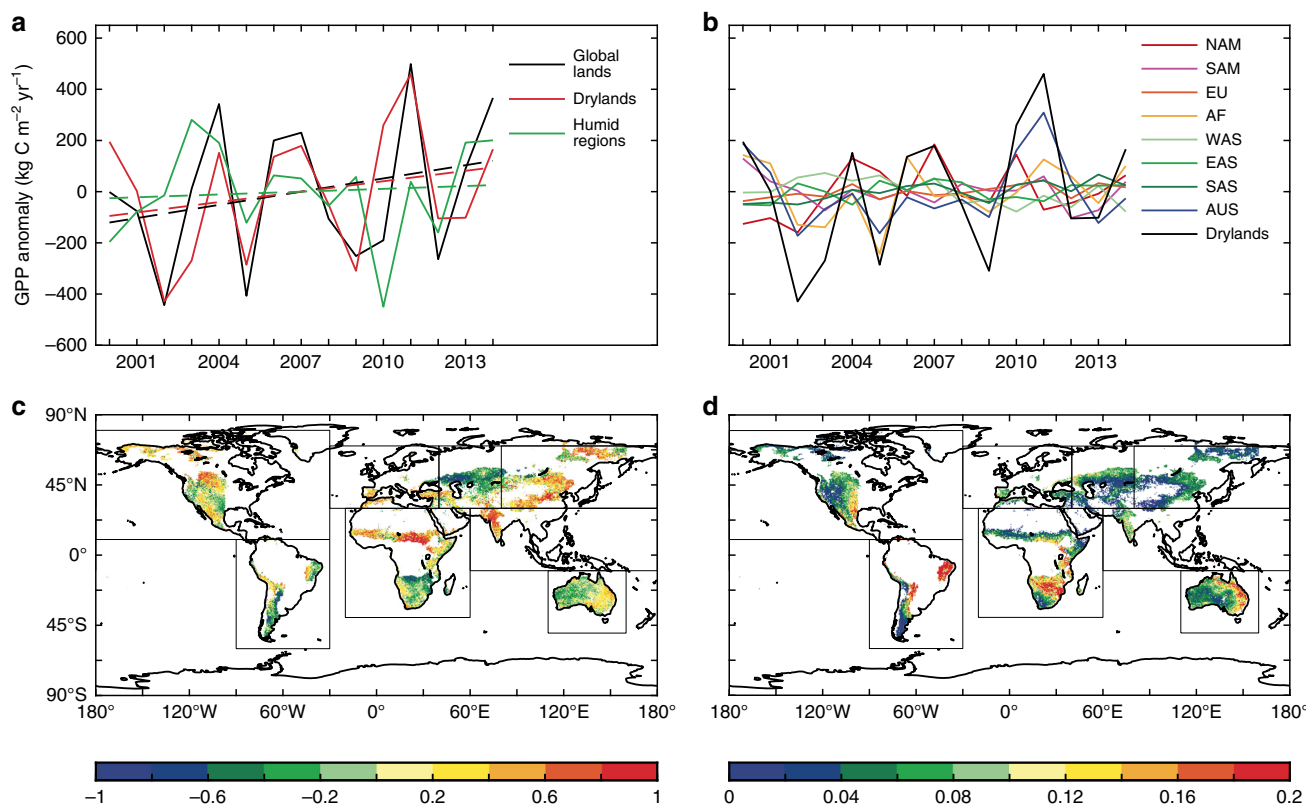 a
b
600
400
200
0
−200
−400
−600
GPP anomaly (kg C m−2 yr−1)
Global
lands
Drylands
Humid
regions
2001 2004 2007 2010 2013
NAM
SAM
EU
AF
WAS
EAS
SAS
AUS
Drylands
2001 2004 2007 2010 2013
c
d
90°N
45°N
0°
45°S
90°S
180° 120°W 60°W 0° 60°E 120°E 180°
180° 120°W 60°W 0° 60°E 120°E 180°
−1 −0.6 −0.2 0.2 0.6 1
0 0.04 0.08 0.12 0.16 0.2